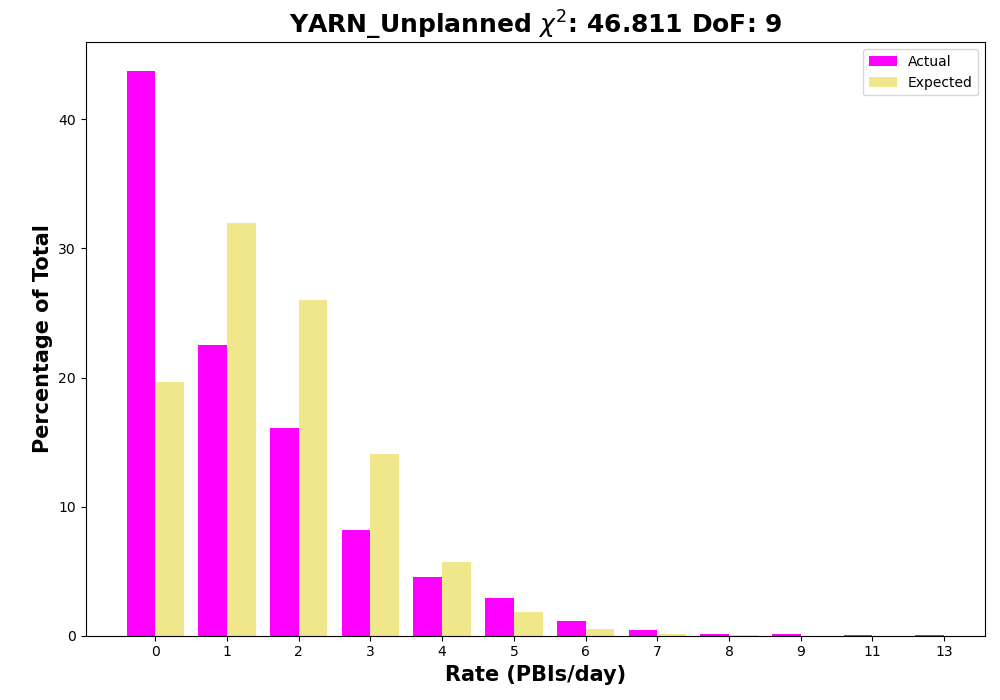 YARN_Unplanned χ²: 46.811 DoF: 9
Actual
Expected
Percentage of Total
40
30
20
10
0
0 1 2 3 4 5 6 7 8 9 11 13
Rate (PBIs/day)